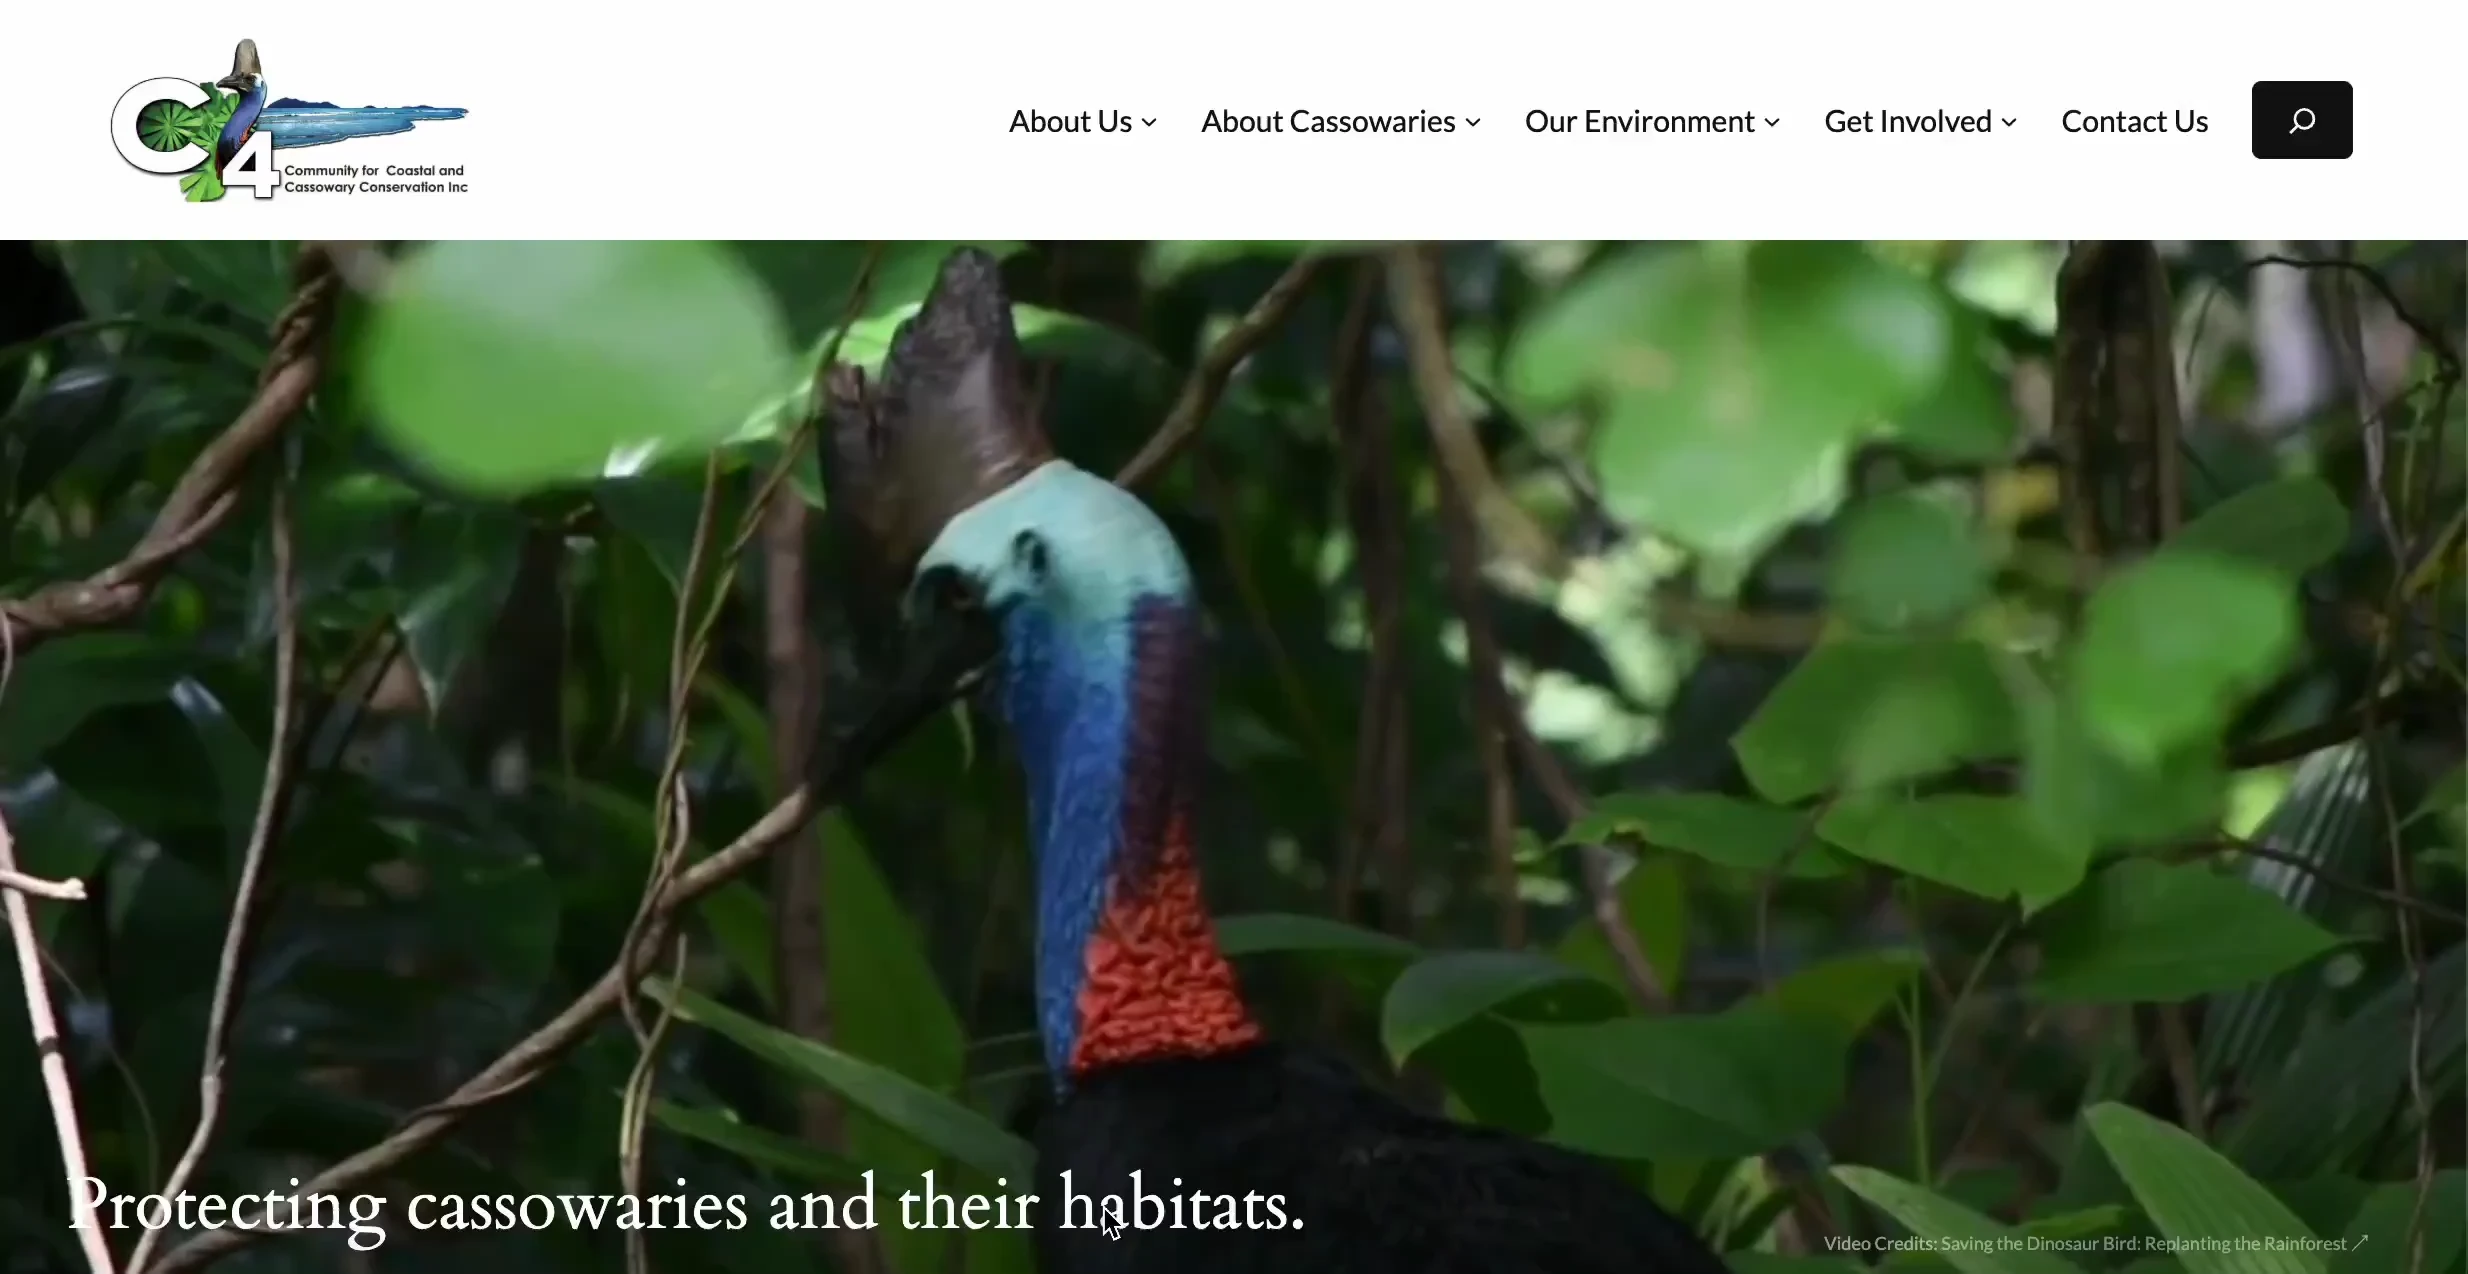 C4
Community for Coastal and
Cassowary Conservation Inc
About Us
About Cassowaries
Our Environment
Get Involved
Contact Us
Protecting cassowaries and their habitats.
Video Credits: Saving the Dinosaur Bird: Replanting the Rainforest ↗